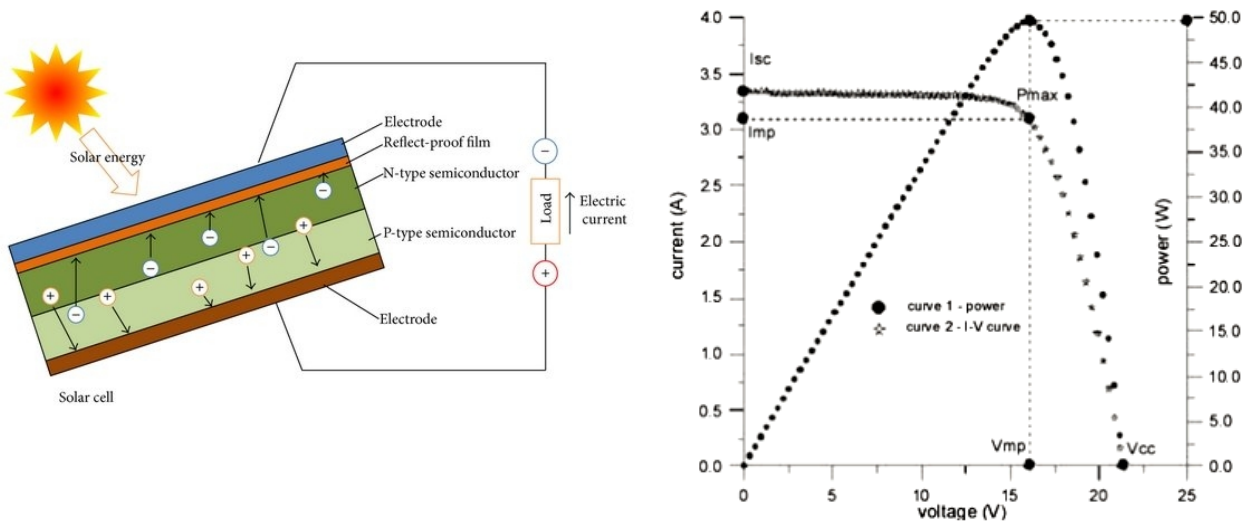 Electrode
Reflect-proof film
Solar energy
N-type semiconductor
−
Load
Electric
current
P-type semiconductor
+
Electrode
Solar cell
4.0
3.5
3.0
2.5
2.0
1.5
1.0
0.5
0.0
current (A)
Isc
Imp
Pmax
curve 1 - power
curve 2 - I-V curve
Vmp
Vcc
0
5
10
15
20
25
voltage (V)
50.0
45.0
40.0
35.0
30.0
25.0
20.0
15.0
10.0
5.0
0.0
power (W)